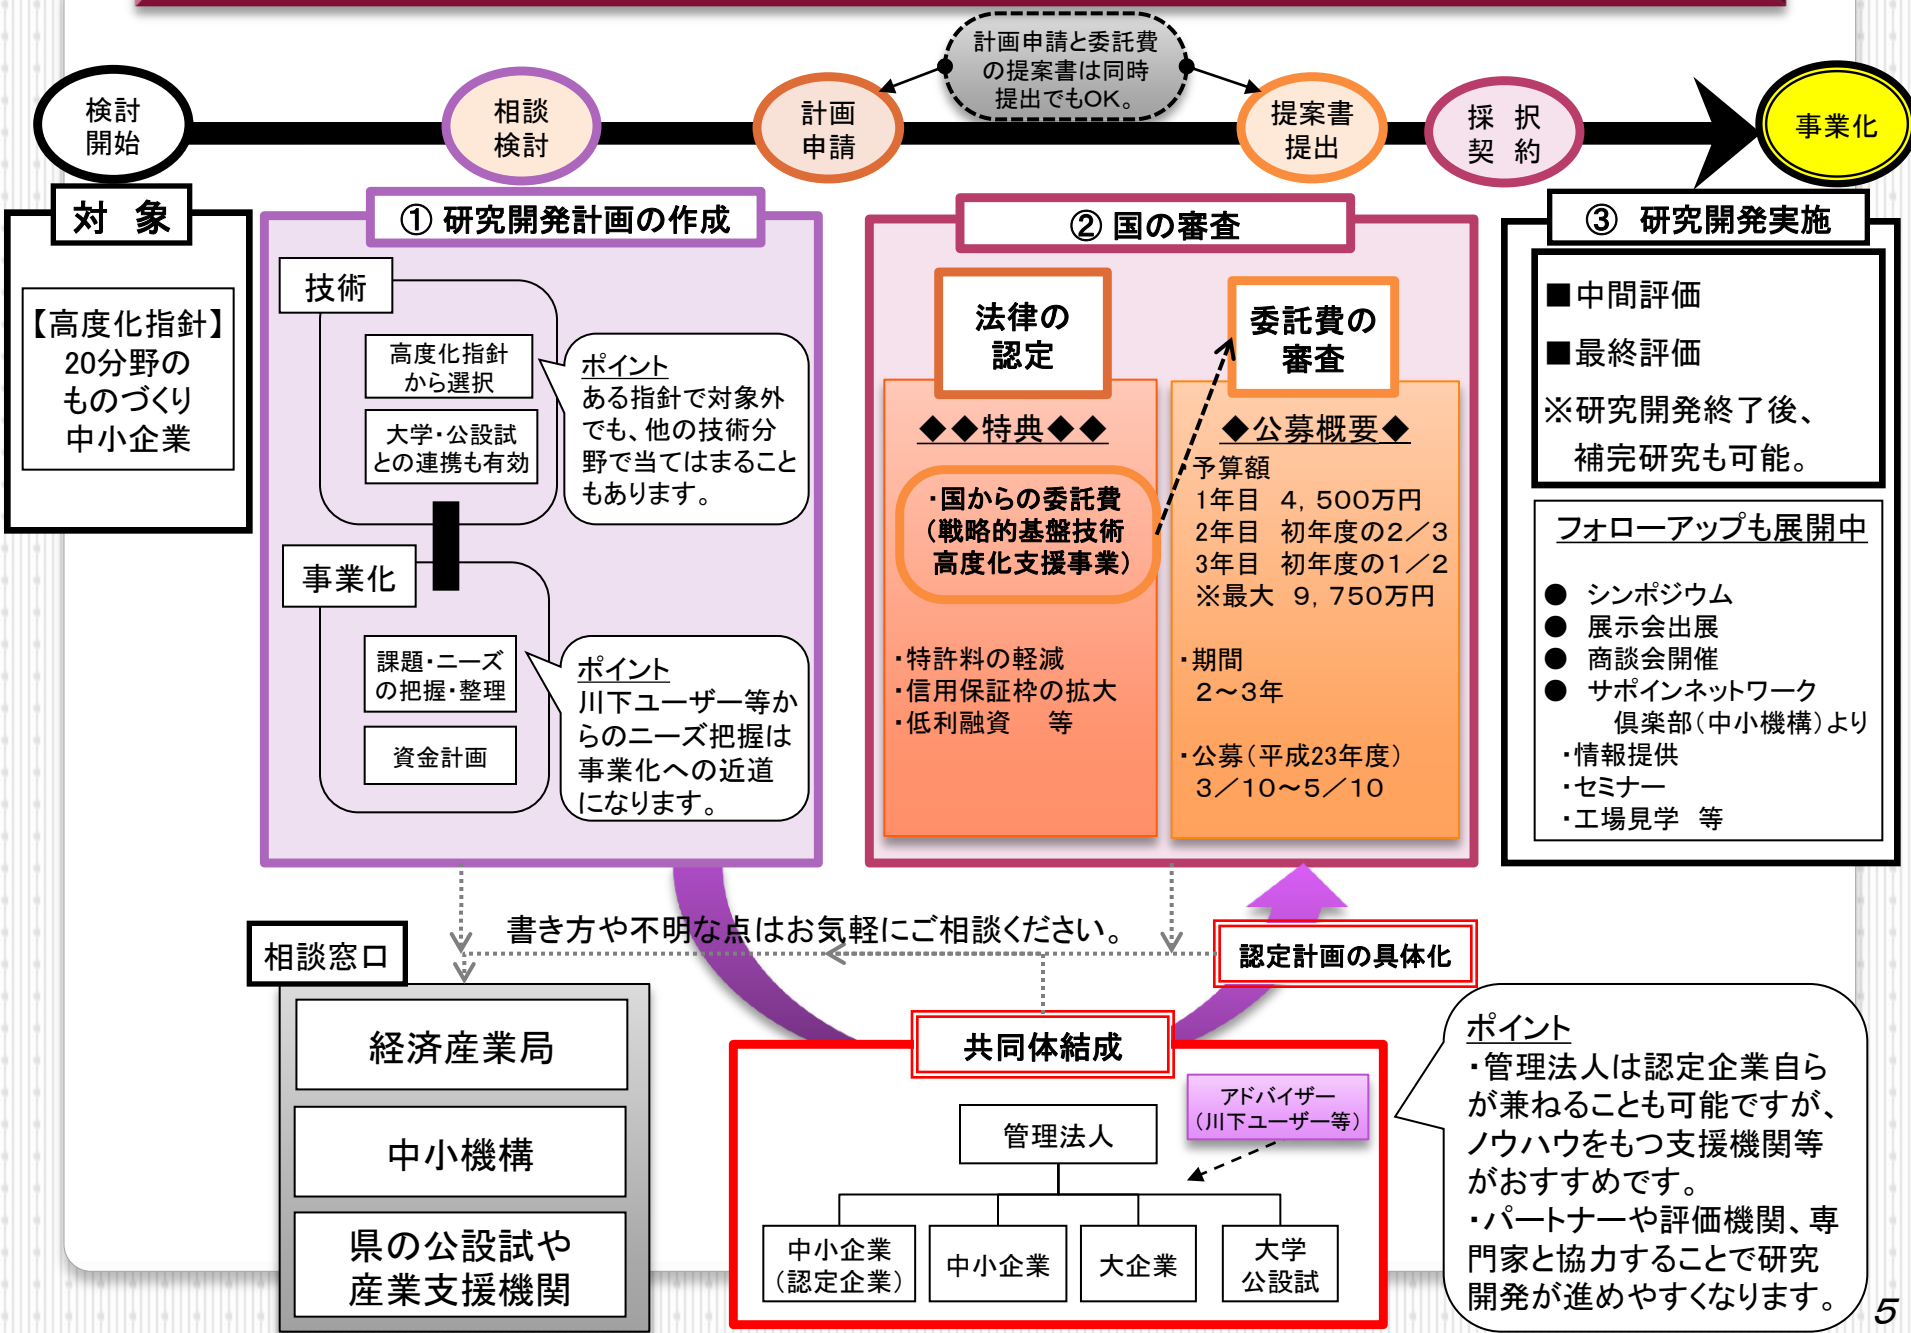 計画申請と委託費
の提案書は同時
提出でもOK。
検討
開始
相談
検討
計画
申請
提案書
提出
採 択
契 約
事業化
対 象
【高度化指針】
20分野の
ものづくり
中小企業
① 研究開発計画の作成
技術
高度化指針
から選択
大学・公設試
との連携も有効
ポイント
ある指針で対象外
でも、他の技術分
野で当てはまること
もあります。
事業化
課題・ニーズ
の把握・整理
資金計画
ポイント
川下ユーザー等か
らのニーズ把握は
事業化への近道
になります。
② 国の審査
法律の
認定
◆◆特典◆◆
・国からの委託費
(戦略的基盤技術
高度化支援事業)
・特許料の軽減
・信用保証枠の拡大
・低利融資 等
委託費の
審査
◆公募概要◆
・予算額
1年目 4,500万円
2年目 初年度の2/3
3年目 初年度の1/2
※最大 9,750万円
・期間
2~3年
・公募(平成23年度)
3/10~5/10
③ 研究開発実施
■中間評価
■最終評価
※研究開発終了後、
補完研究も可能。
フォローアップも展開中
● シンポジウム
● 展示会出展
● 商談会開催
● サポインネットワーク
倶楽部(中小機構)より
・情報提供
・セミナー
・工場見学 等
書き方や不明な点はお気軽にご相談ください。
相談窓口
経済産業局
中小機構
県の公設試や
産業支援機関
認定計画の具体化
共同体結成
アドバイザー
(川下ユーザー等)
管理法人
中小企業
(認定企業)
中小企業
大企業
大学
公設試
ポイント
・管理法人は認定企業自ら
が兼ねることも可能ですが、
ノウハウをもつ支援機関等
がおすすめです。
・パートナーや評価機関、専
門家と協力することで研究
開発が進めやすくなります。
5